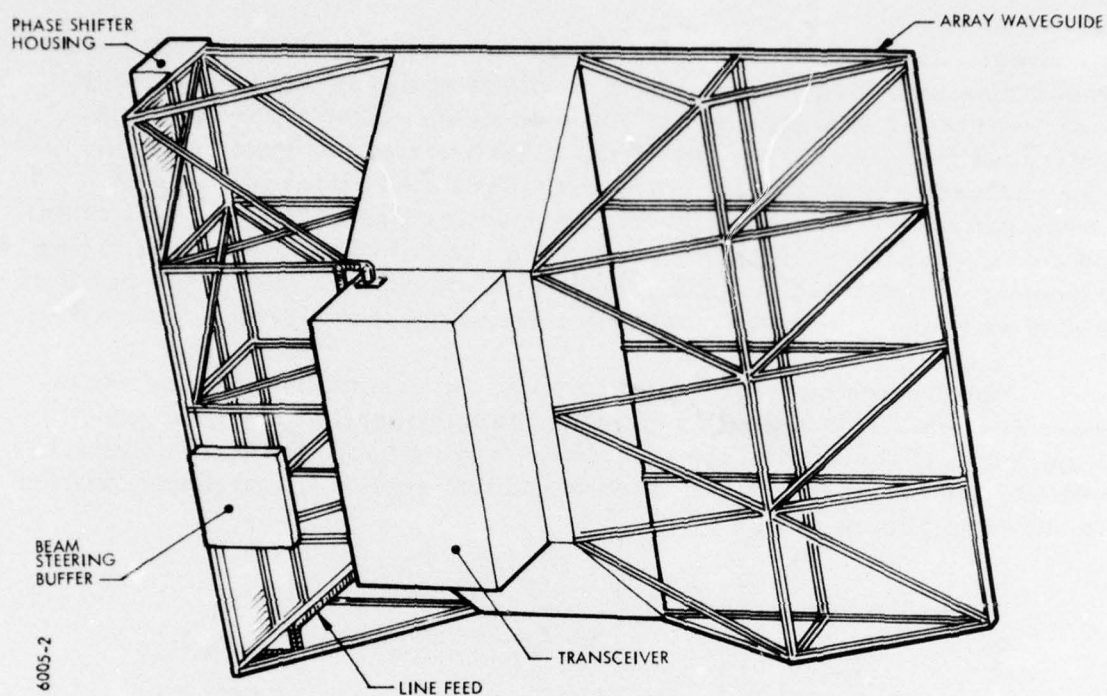 PHASE SHIFTER
HOUSING
ARRAY WAVEGUIDE
BEAM
STEERING
BUFFER
TRANSCEIVER
LINE FEED
6005-2